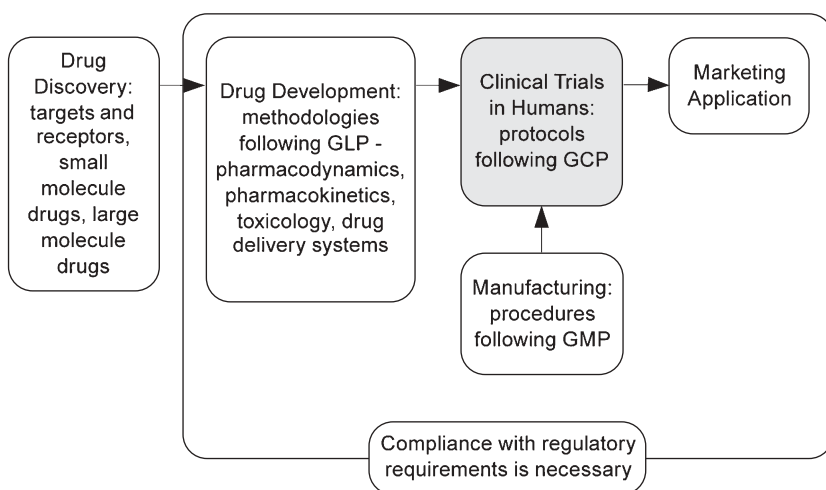 Drug
Discovery:
targets and
receptors,
small
molecule
drugs, large
molecule
drugs
Drug Development:
methodologies
following GLP -
pharmacodynamics,
pharmacokinetics,
toxicology, drug
delivery systems
Clinical Trials
in Humans:
protocols
following GCP
Marketing
Application
Manufacturing:
procedures
following GMP
Compliance with regulatory
requirements is necessary